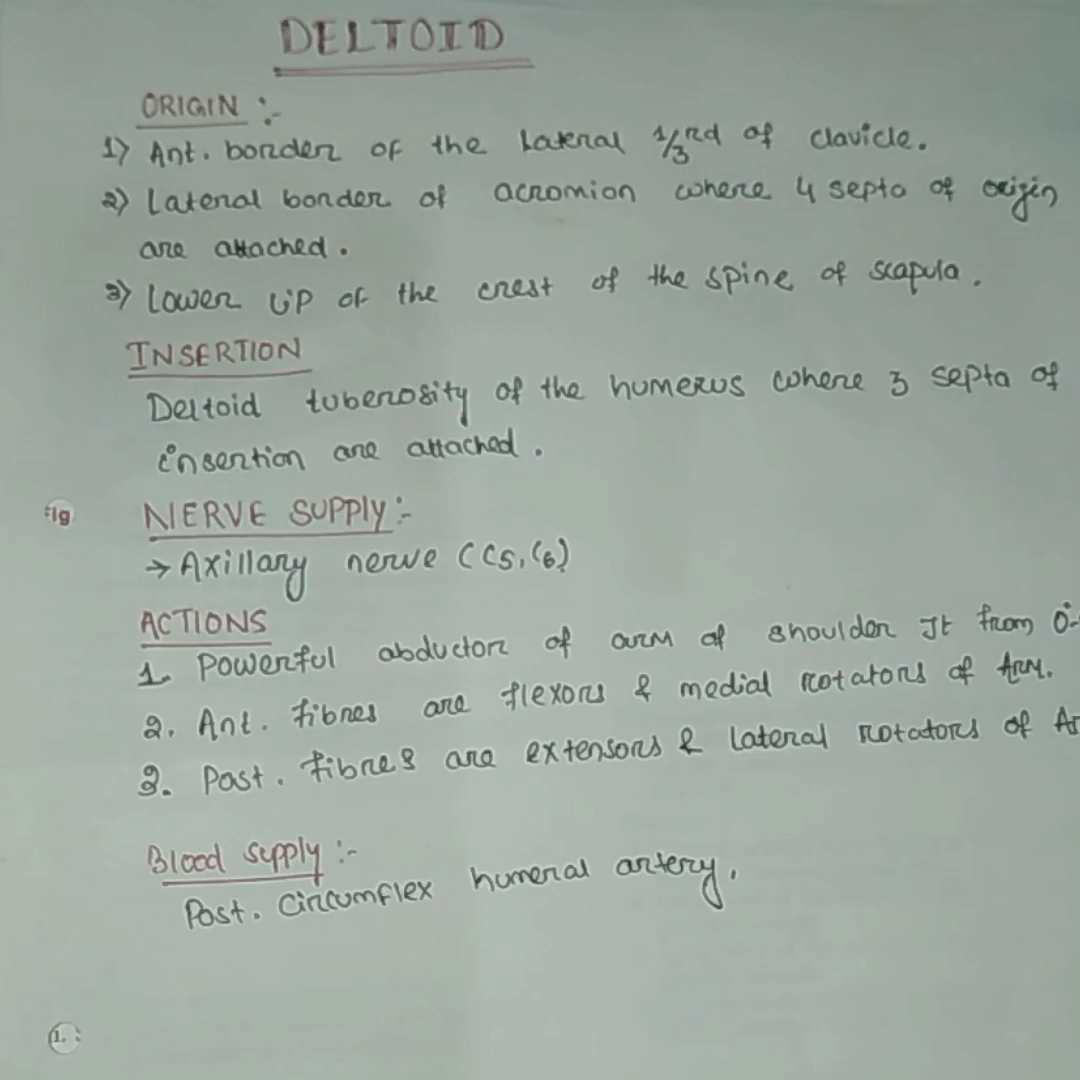 DELTOID
ORIGIN :-
1) Ant. border of the Lateral 1/3rd of clavicle.
2) Lateral border of acromion where 4 septa of origin
are attached.
3) Lower lip of the crest of the spine of scapula.
INSERTION
Deltoid tuberosity of the humerus where 3 septa of
insertion are attached.
fig
NERVE SUPPLY :-
→ Axillary nerve (C5, C6)
ACTIONS
1. Powerful abductor of arm of shoulder Jt from 0-
2. Ant. fibres are flexors & medial rotators of Arm.
3. Post. fibres are extensors & Lateral rotators of
Blood supply :-
Post. Circumflex humeral artery.
1.